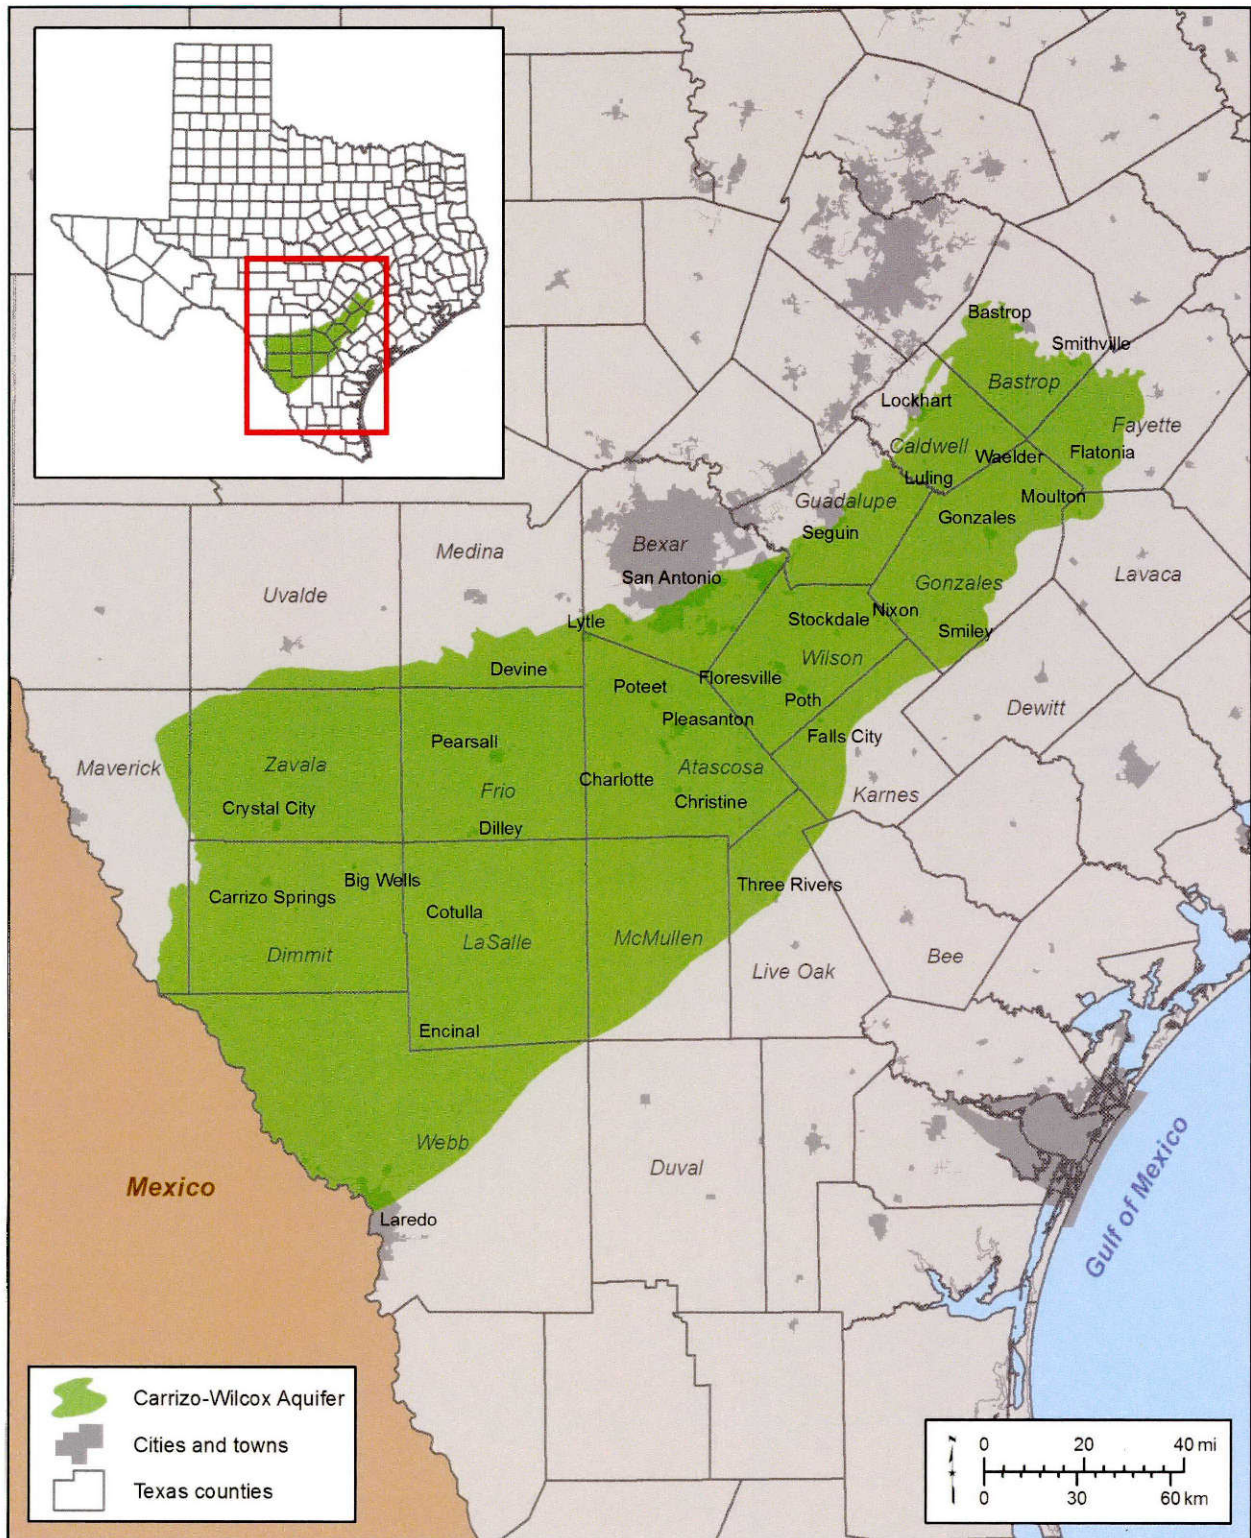 Bastrop
Smithville
Bastrop
Lockhart
Fayette
Caldwell
Waelder
Flatonia
Luling
Guadalupe
Moulton
Gonzales
Seguin
Bexar
Medina
San Antonio
Lavaca
Gonzales
Uvalde
Nixon
Stockdale
Lytle
Smiley
Wilson
Devine
Floresville
Poteet
Poth
Dewitt
Pleasanton
Falls City
Pearsall
Zavala
Maverick
Atascosa
Charlotte
Frio
Karnes
Christine
Crystal City
Dilley
Big Wells
Three Rivers
Carrizo Springs
Cotulla
McMullen
LaSalle
Dimmit
Bee
Live Oak
Encinal
Webb
Duval
Mexico
Gulf of Mexico
Laredo
Carrizo-Wilcox Aquifer
Cities and towns
Texas counties
0 20 40 mi
0 30 60 km